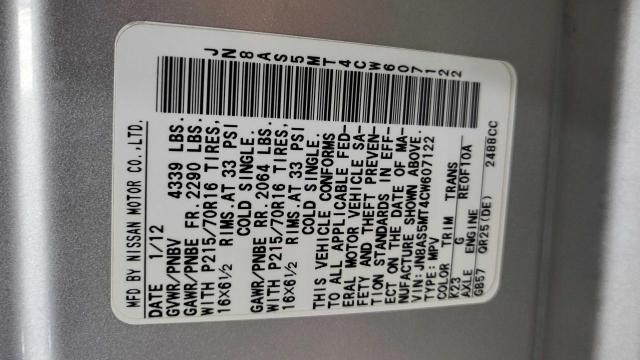 JN8AS5MT4CW607122
MFD BY NISSAN MOTOR CO.,LTD.
DATE 1/12
GVWR/PNBV 4339 LBS.
GAWR/PNBE FR.2290 LBS.
WITH P215/70R16 TIRES,
16X6½ RIMS.AT 33 PSI
COLD SINGLE.
GAWR/PNBE RR.2064 LBS.
WITH P215/70R16 TIRES,
16X6½ RIMS.AT 33 PSI
COLD SINGLE.
THIS VEHICLE CONFORMS
TO ALL APPLICABLE FED-
ERAL MOTOR VEHICLE SA-
FETY AND THEFT PREVEN-
TION STANDARDS IN EFF-
ECT ON THE DATE OF MA-
NUFACTURE SHOWN ABOVE.
VIN:JN8AS5MT4CW607122
TYPE:MPV
COLOR TRIM TRANS
K23 G RE0F10A
AXLE ENGINE
GB57 QR25(DE) 2488CC